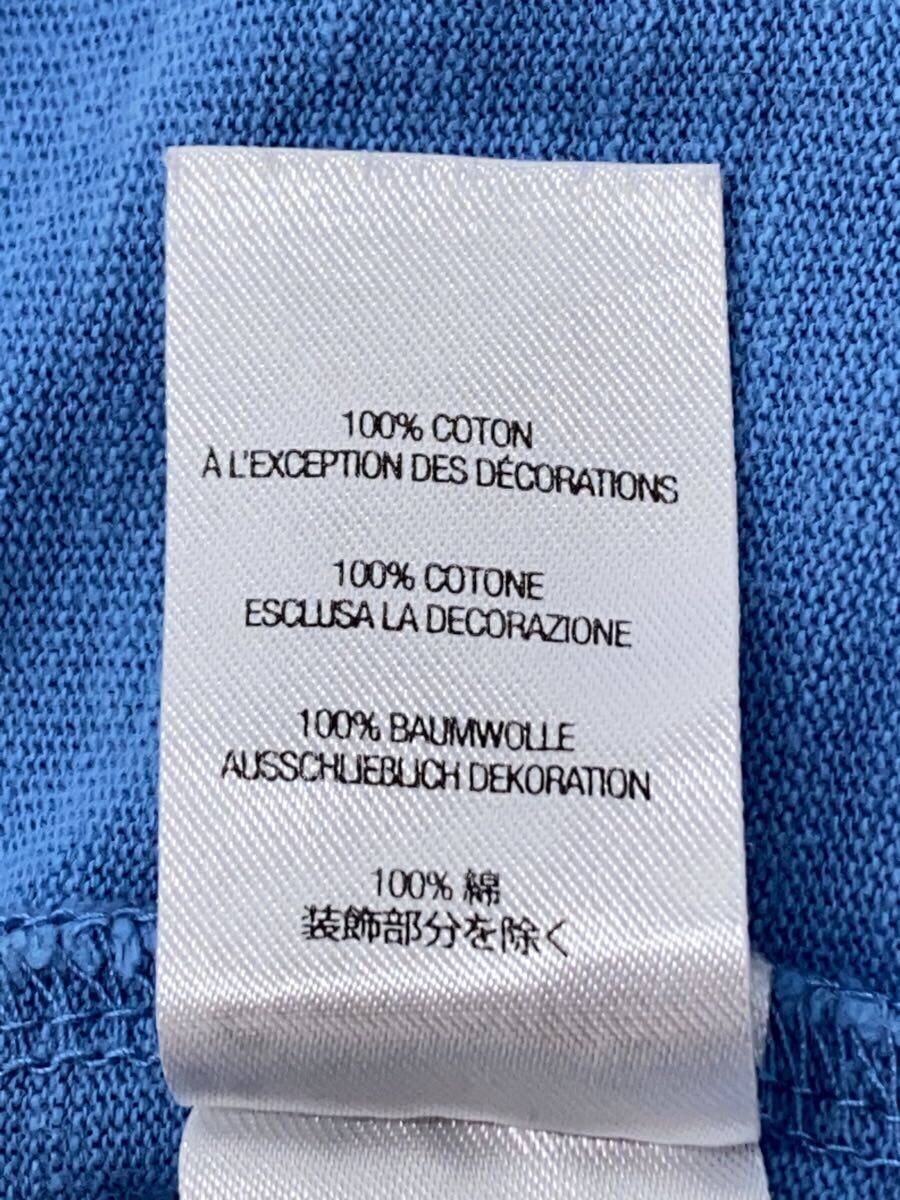 100% COTON
À L'EXCEPTION DES DÉCORATIONS
100% COTONE
ESCLUSA LA DECORAZIONE
100% BAUMWOLLE
AUSSCHLIEBLICH DEKORATION
100% 綿
装飾部分を除く